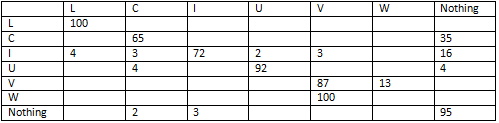 L C I U V W Nothing
L 100
C 65 35
I 4 3 72 2 3 16
U 4 92 4
V 87 13
W 100
Nothing 2 3 95